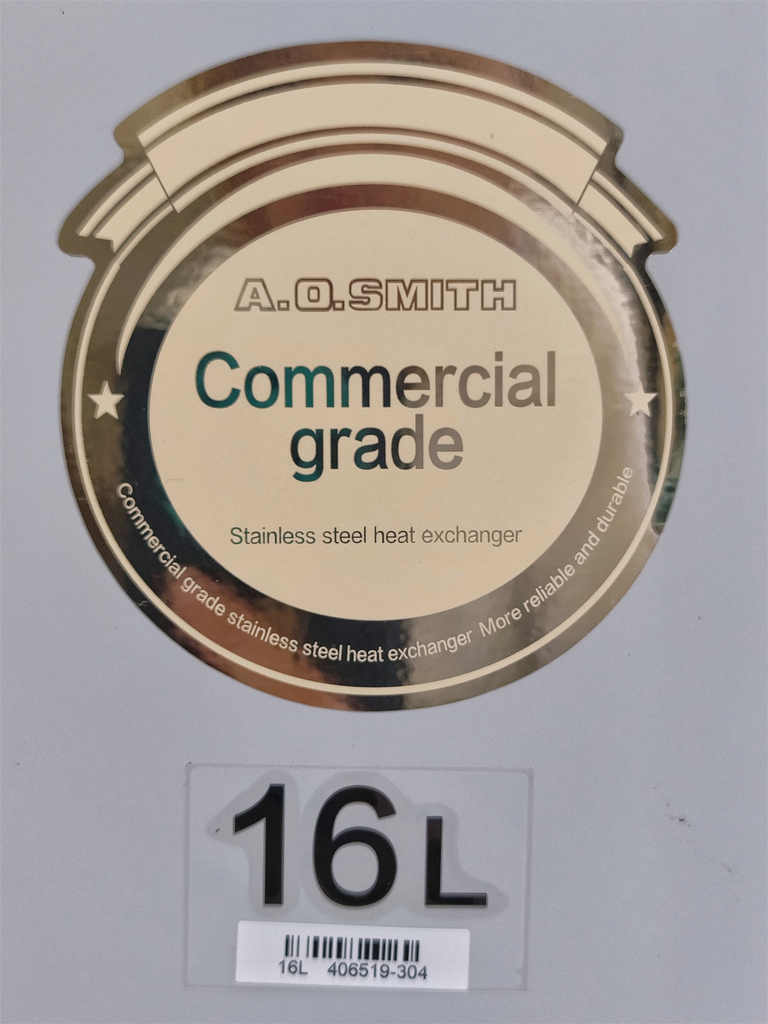 A.O.SMITH
Commercial
grade
Stainless steel heat exchanger
Commercial grade stainless steel heat exchanger More reliable and durable
16L
16L 406519-304